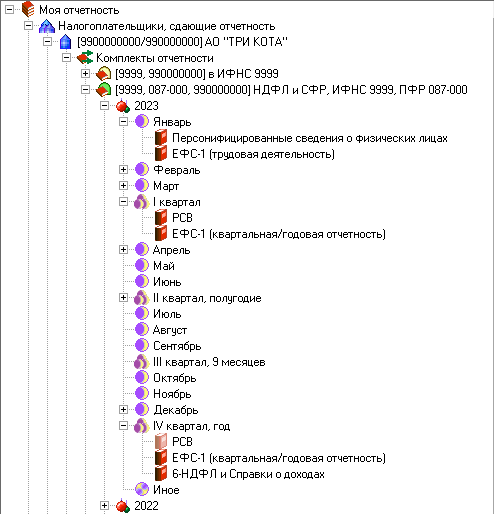 Моя отчетность
Налогоплательщики, сдающие отчетность
[9900000000/990000000] АО "ТРИ КОТА"
Комплекты отчетности
[9999, 990000000] в ИФНС 9999
[9999, 087-000, 990000000] НДФЛ и СФР, ИФНС 9999, ПФР 087-000
2023
Январь
Персонифицированные сведения о физических лицах
ЕФС-1 (трудовая деятельность)
Февраль
Март
I квартал
РСВ
ЕФС-1 (квартальная/годовая отчетность)
Апрель
Май
Июнь
II квартал, полугодие
Июль
Август
Сентябрь
III квартал, 9 месяцев
Октябрь
Ноябрь
Декабрь
IV квартал, год
РСВ
ЕФС-1 (квартальная/годовая отчетность)
6-НДФЛ и Справки о доходах
Иное
2022